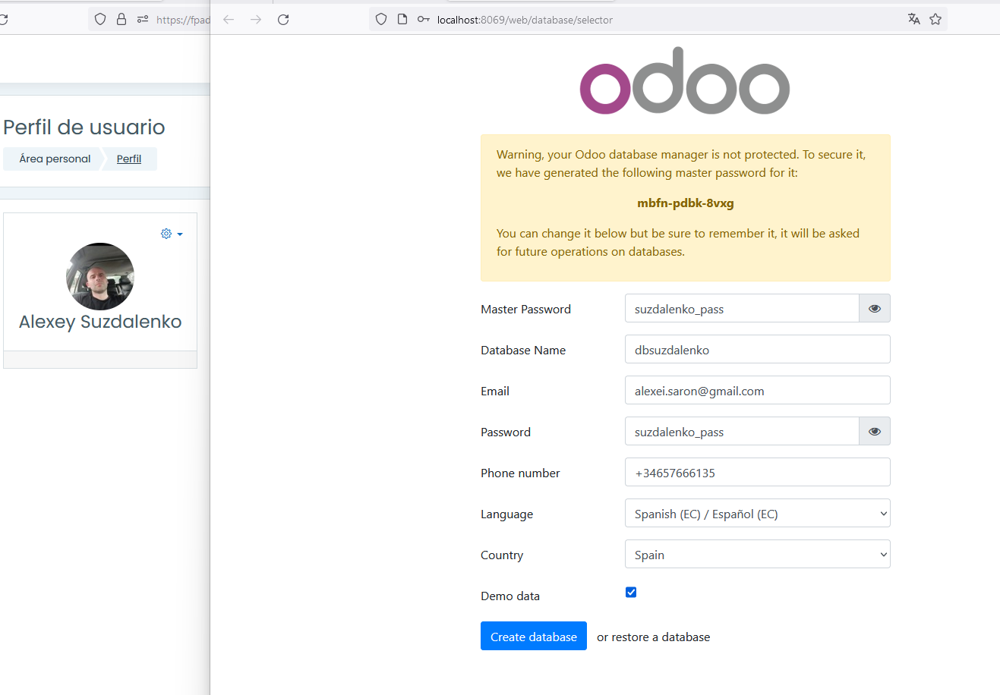 https://fpad
localhost:8069/web/database/selector
odoo
Perfil de usuario
Área personal
Perfil
Alexey Suzdalenko
Warning, your Odoo database manager is not protected. To secure it,
we have generated the following master password for it:
mbfn-pdbk-8vxg
You can change it below but be sure to remember it, it will be asked
for future operations on databases.
Master Password
suzdalenko_pass
Database Name
dbsuzdalenko
Email
alexei.saron@gmail.com
Password
suzdalenko_pass
Phone number
+34657666135
Language
Spanish (EC) / Español (EC)
Country
Spain
Demo data
Create database
or restore a database